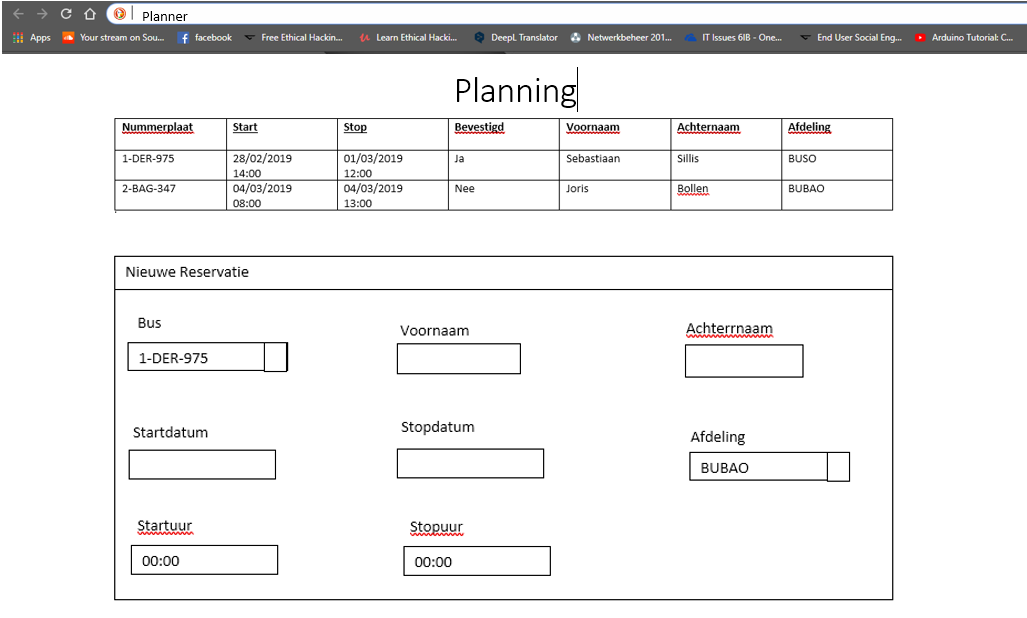 Planner
Apps Your stream on Sou... facebook Free Ethical Hackin... Learn Ethical Hacki... DeepL Translator Netwerkbeheer 201... IT Issues 6IB - One... End User Social Eng... Arduino Tutorial: C...
Planning
Nummerplaat Start Stop Bevestigd Voornaam Achternaam Afdeling
1-DER-975 28/02/2019 01/03/2019 Ja Sebastiaan Sillis BUSO
14:00 12:00
2-BAG-347 04/03/2019 04/03/2019 Nee Joris Bollen BUBAO
08:00 13:00
Nieuwe Reservatie
Bus Voornaam Achterrnaam
1-DER-975
Startdatum Stopdatum Afdeling
BUBAO
Startuur Stopuur
00:00 00:00